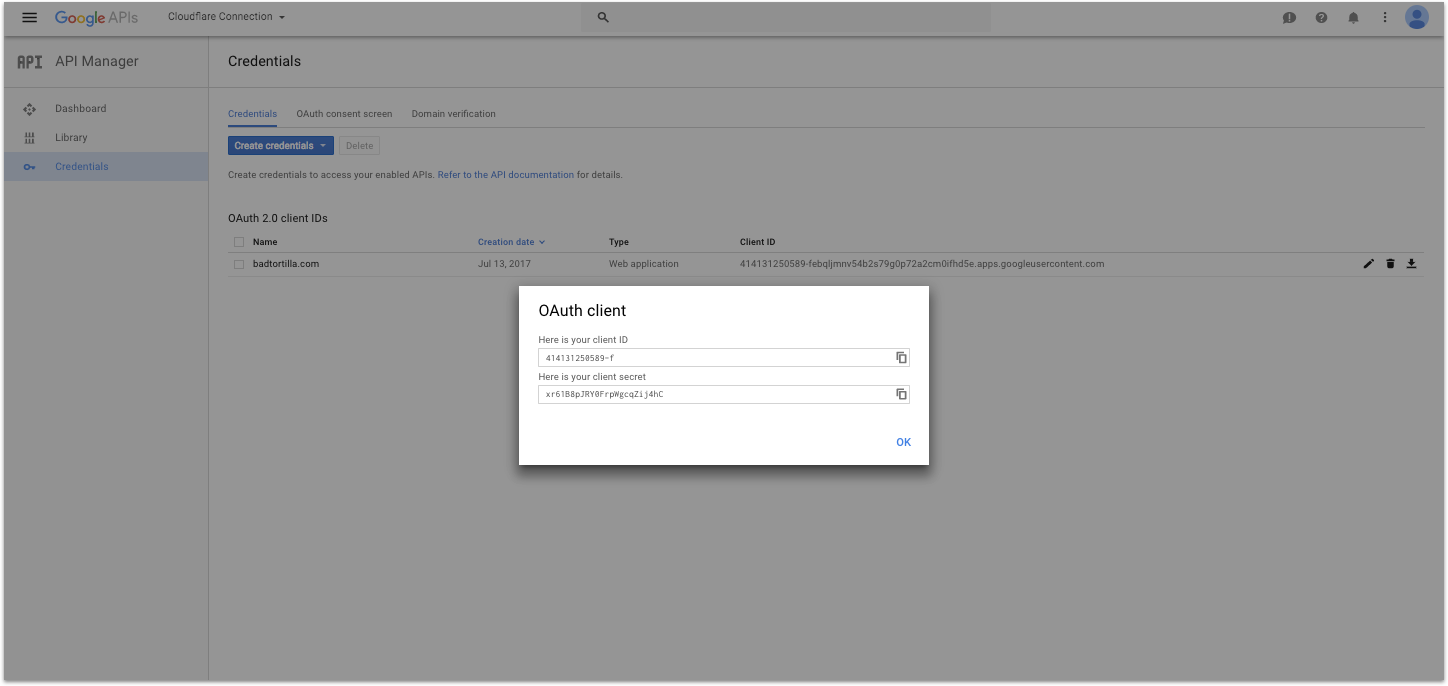 Google APIs
Cloudflare Connection
API
API Manager
Credentials
Dashboard
Library
Credentials
Credentials OAuth consent screen Domain verification
Create credentials Delete
Create credentials to access your enabled APIs. Refer to the API documentation for details.
OAuth 2.0 client IDs
Name Creation date Type Client ID
badtortilla.com Jul 13, 2017 Web application 414131250589-febqljmnv54b2s79g0p72a2cm0ifhd5e.apps.googleusercontent.com
OAuth client
Here is your client ID
414131250589-f
Here is your client secret
xr61B8pJRY0FrpWgcqZij4hC
OK